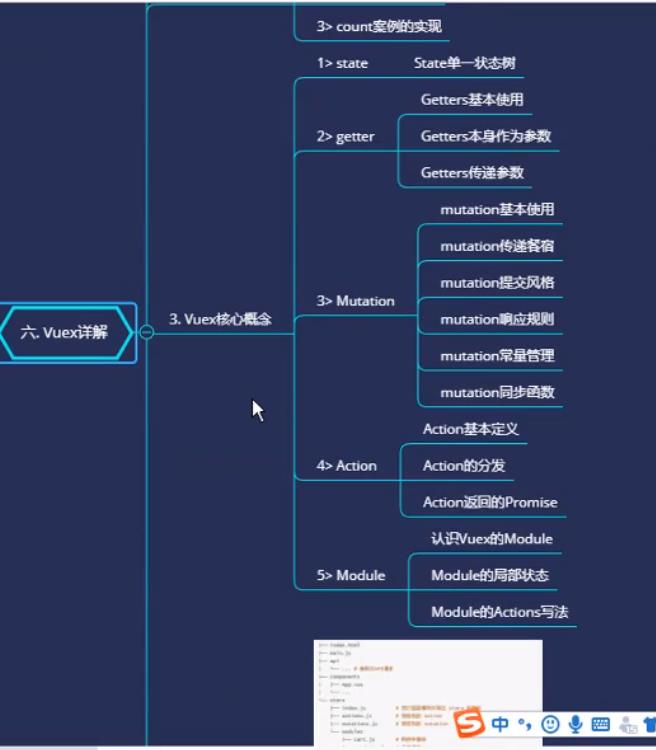 3> count案例的实现
1> state
State单一状态树
Getters基本使用
2> getter
Getters本身作为参数
Getters传递参数
mutation基本使用
mutation传递餐宿
mutation提交风格
3> Mutation
mutation响应规则
mutation常量管理
mutation同步函数
3. Vuex核心概念
六. Vuex详解
Action基本定义
4> Action
Action的分发
Action返回的Promise
认识Vuex的Module
5> Module
Module的局部状态
Module的Actions写法
index.html
main.js
api
components
App.vue
store
index.js
actions.js
mutations.js
modules
cart.js
中